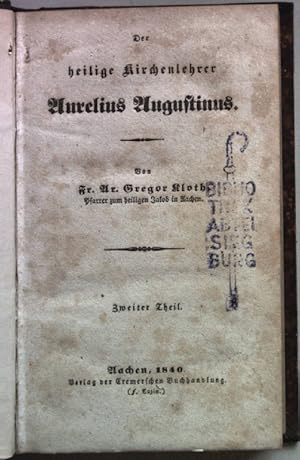 Der
heilige Kirchenlehrer
Aurelius Augustinus.
Von
Fr. Ar. Gregor Kloth
Pfarrer zum heiligen Jakob in Aachen.
BIBLIO
THEK
ABTEI
SIEG
BURG
Zweiter Theil.
Aachen, 1840.
Verlag der Cremerschen Buchhandlung.
(f. Cazin.)